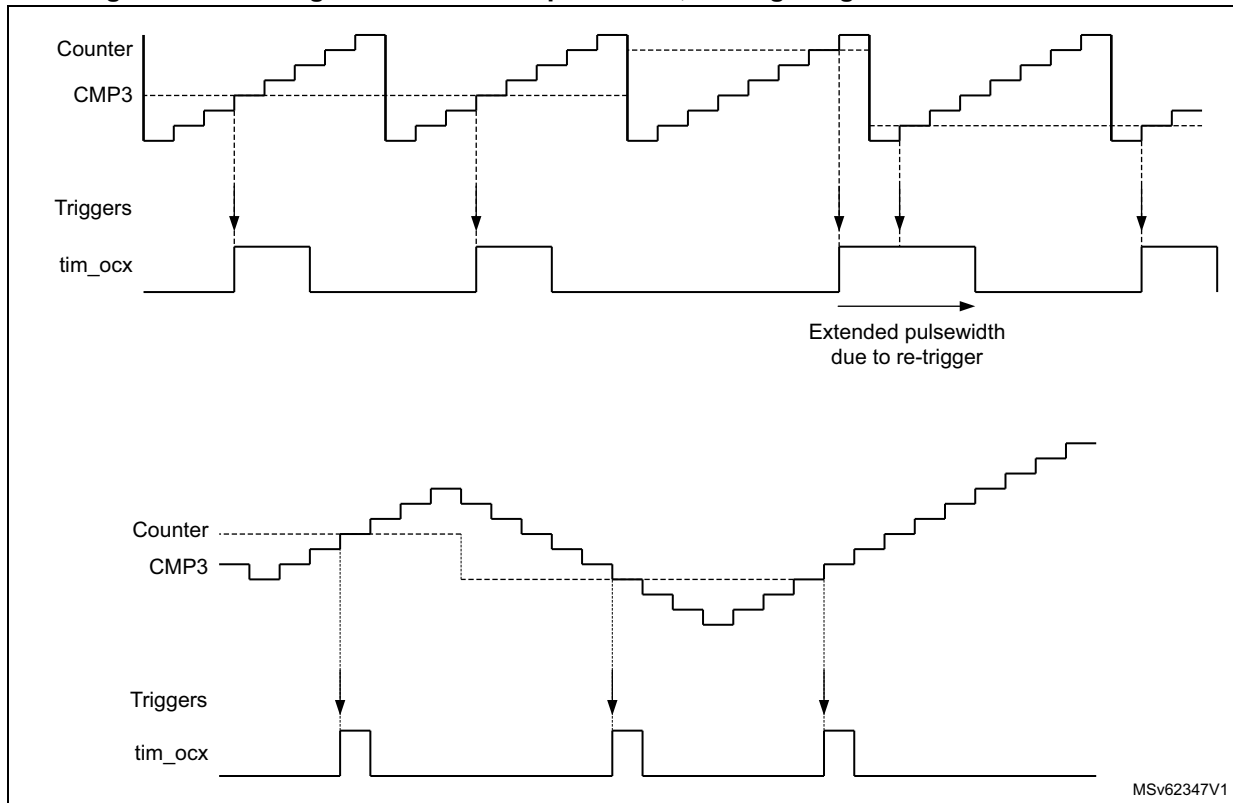 Counter
CMP3
Triggers
tim_ocx
Extended pulsewidth
due to re-trigger
Counter
CMP3
Triggers
tim_ocx
MSv62347V1